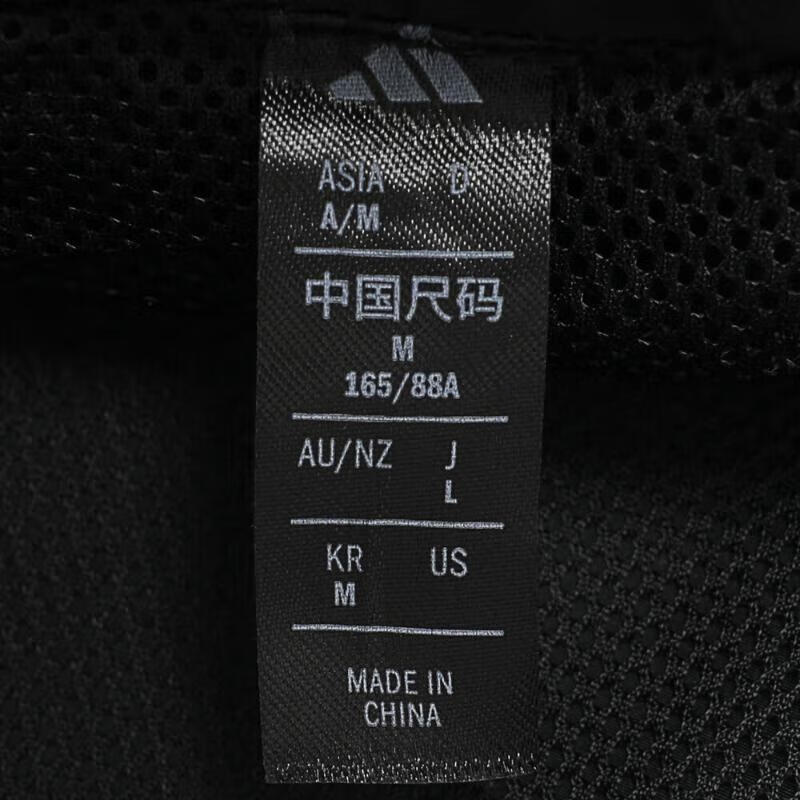 ASIA D
A/M
中国尺码
M
165/88A
AU/NZ J
L
KR US
M
MADE IN
CHINA